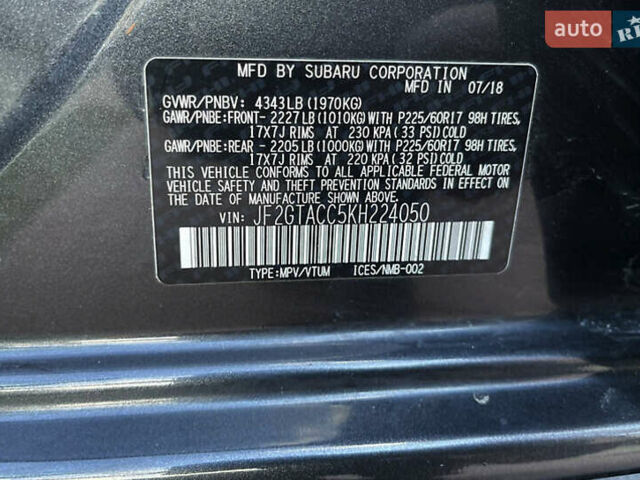 auto
MFD BY SUBARU CORPORATION
MFD IN 07/18
GVWR/PNBV: 4343LB (1970KG)
GAWR/PNBE:FRONT- 2227LB (1010KG) WITH P225/60R17 98H TIRES,
17X7J RIMS AT 230 KPA (33 PSI) COLD
GAWR/PNBE:REAR - 2205LB (1000KG) WITH P225/60R17 98H TIRES,
17X7J RIMS AT 220 KPA (32 PSI) COLD
THIS VEHICLE CONFORMS TO ALL APPLICABLE FEDERAL MOTOR
VEHICLE SAFETY AND THEFT PREVENTION STANDARDS IN EFFECT
ON THE DATE OF MANUFACTURE SHOWN ABOVE.
VIN: JF2GTACC5KH224050
TYPE:MPV/VTUM ICES/NMB-002